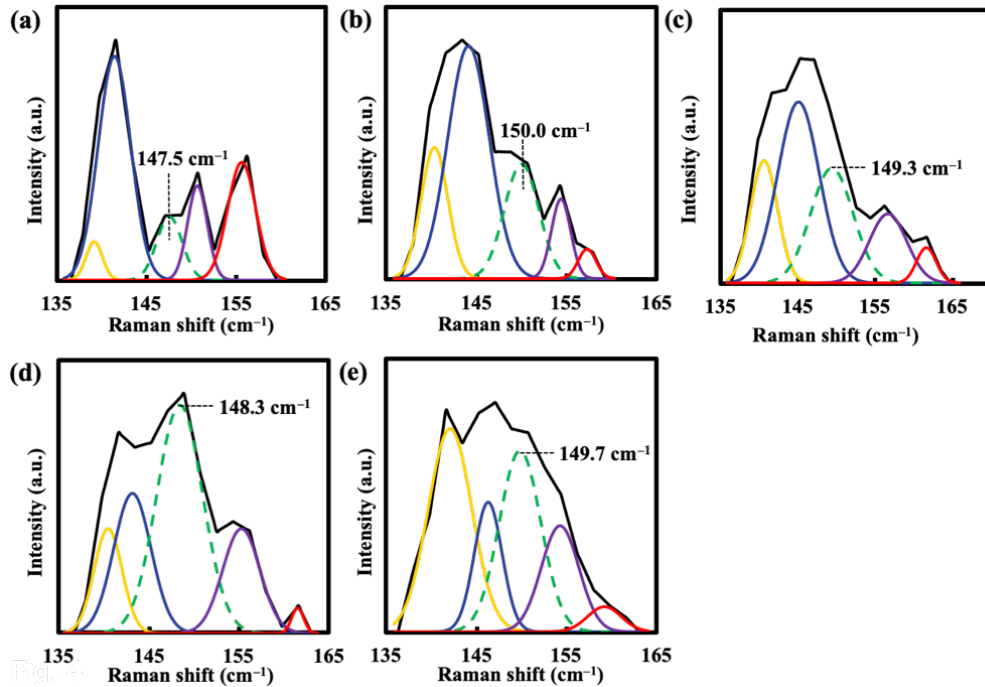 (a)
Intensity (a.u.)
147.5 cm⁻¹
135 145 155 165
Raman shift (cm⁻¹)
(b)
Intensity (a.u.)
150.0 cm⁻¹
135 145 155 165
Raman shift (cm⁻¹)
(c)
Intensity (a.u.)
149.3 cm⁻¹
135 145 155 165
Raman shift (cm⁻¹)
(d)
Intensity (a.u.)
148.3 cm⁻¹
135 145 155 165
Raman shift (cm⁻¹)
(e)
Intensity (a.u.)
149.7 cm⁻¹
135 145 155 165
Raman shift (cm⁻¹)